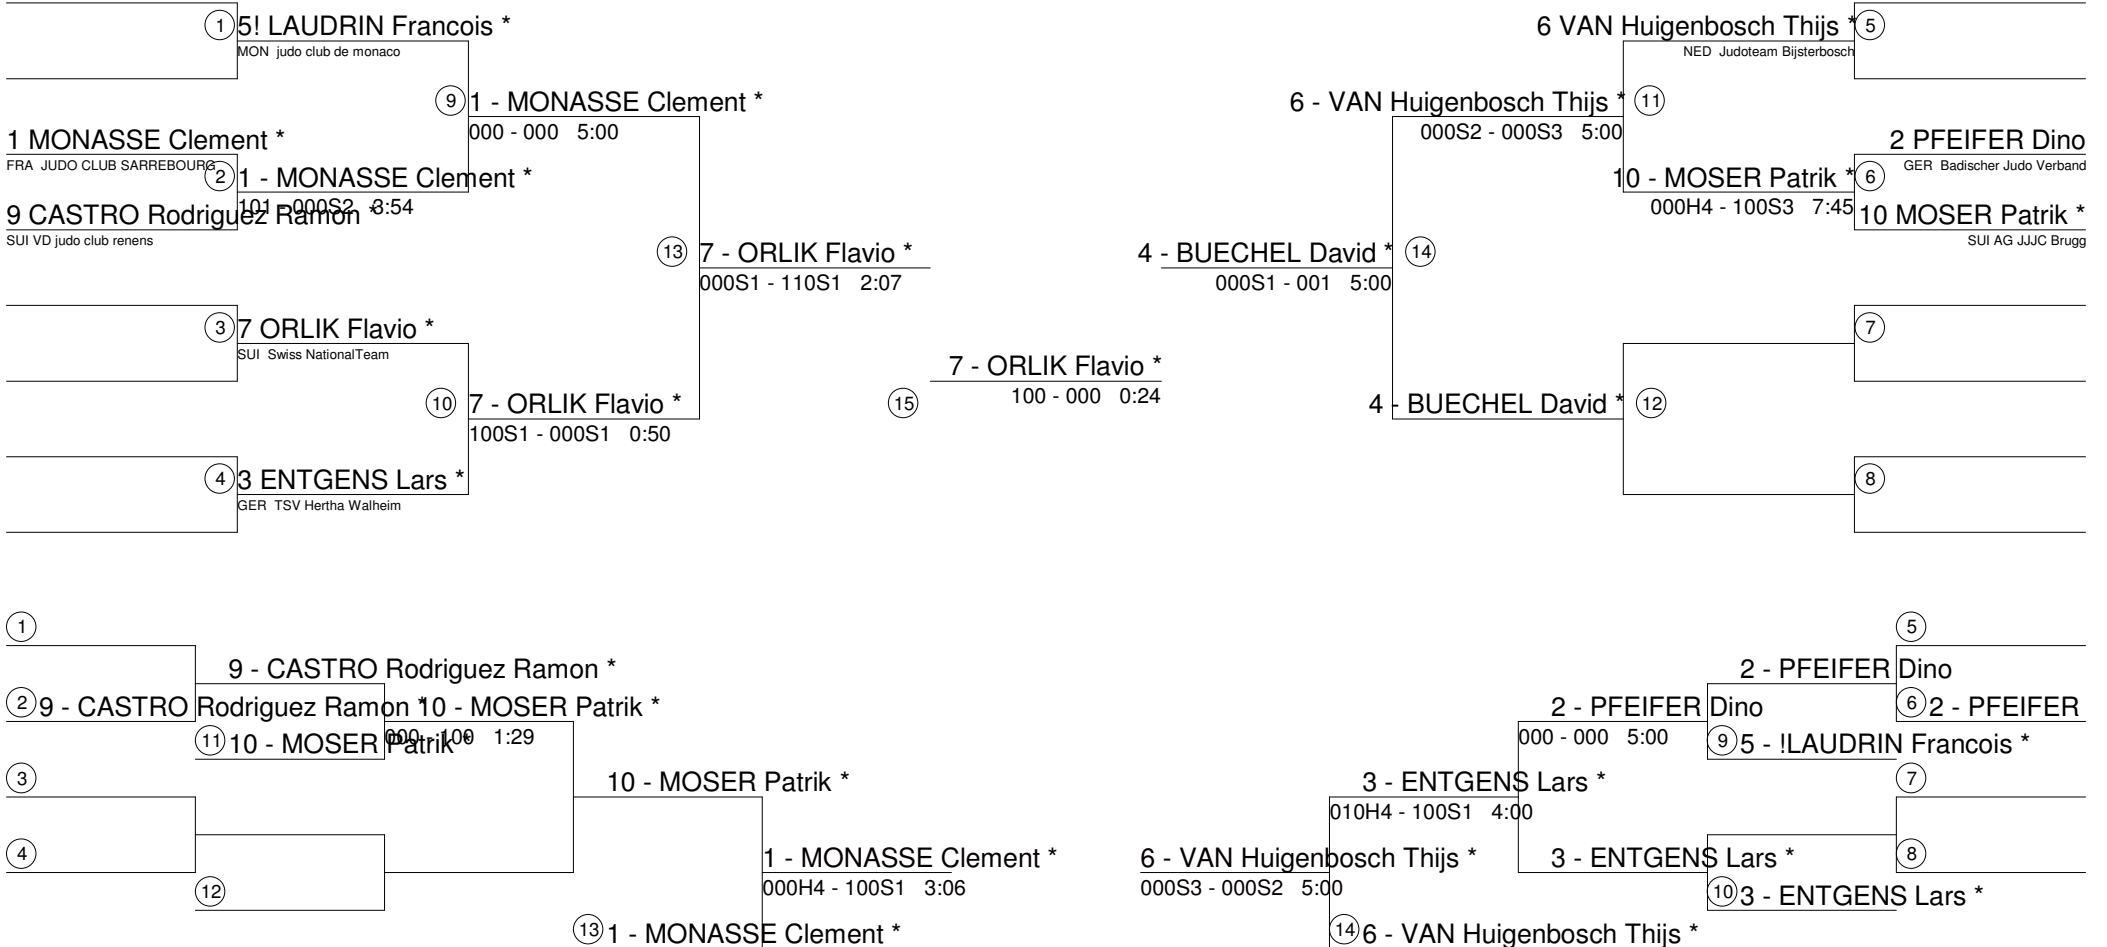 1 5! LAUDRIN Francois *
MON judo club de monaco
9 1 - MONASSE Clement *
000 - 000 5:00
1 MONASSE Clement *
FRA JUDO CLUB SARREBOURG
2 1 - MONASSE Clement *
101 - 000S2 3:54
9 CASTRO Rodriguez Ramon *
SUI VD judo club renens
13 7 - ORLIK Flavio *
000S1 - 110S1 2:07
3 7 ORLIK Flavio *
SUI Swiss NationalTeam
10 7 - ORLIK Flavio *
100S1 - 000S1 0:50
4 3 ENTGENS Lars *
GER TSV Hertha Walheim
7 - ORLIK Flavio *
15 100 - 000 0:24
6 VAN Huigenbosch Thijs * 5
NED Judoteam Bijsterbosch
6 - VAN Huigenbosch Thijs * 11
000S2 - 000S3 5:00
2 PFEIFER Dino
GER Badischer Judo Verband
10 - MOSER Patrik * 6
000H4 - 100S3 7:45
10 MOSER Patrik *
SUI AG JJJC Brugg
4 - BUECHEL David * 14
000S1 - 001 5:00
7
4 - BUECHEL David * 12
8
1
9 - CASTRO Rodriguez Ramon *
2 9 - CASTRO Rodriguez Ramon *
10 - MOSER Patrik *
000 - 100 1:29
11 10 - MOSER Patrik *
3
10 - MOSER Patrik *
4
1 - MONASSE Clement *
000H4 - 100S1 3:06
12
13 1 - MONASSE Clement *
5
2 - PFEIFER Dino
2 - PFEIFER Dino
6 2 - PFEIFER
000 - 000 5:00
9 5 - !LAUDRIN Francois *
7
3 - ENTGENS Lars *
010H4 - 100S1 4:00
6 - VAN Huigenbosch Thijs *
000S3 - 000S2 5:00
3 - ENTGENS Lars *
8
10 3 - ENTGENS Lars *
14 6 - VAN Huigenbosch Thijs *